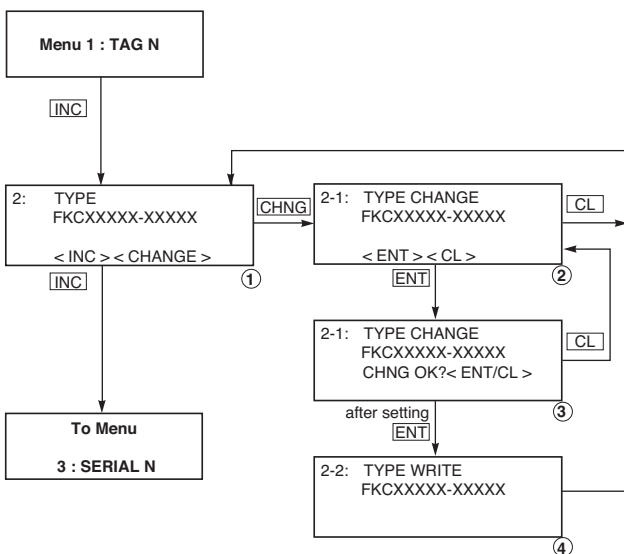 Menu 1 : TAG N
INC
2: TYPE
FKCXXXXX-XXXXX
< INC > < CHANGE >
①
CHNG
2-1: TYPE CHANGE
FKCXXXXX-XXXXX
< ENT > < CL >
②
CL
INC
ENT
2-1: TYPE CHANGE
FKCXXXXX-XXXXX
CHNG OK?< ENT/CL >
③
CL
after setting
ENT
To Menu
3 : SERIAL N
2-2: TYPE WRITE
FKCXXXXX-XXXXX
④